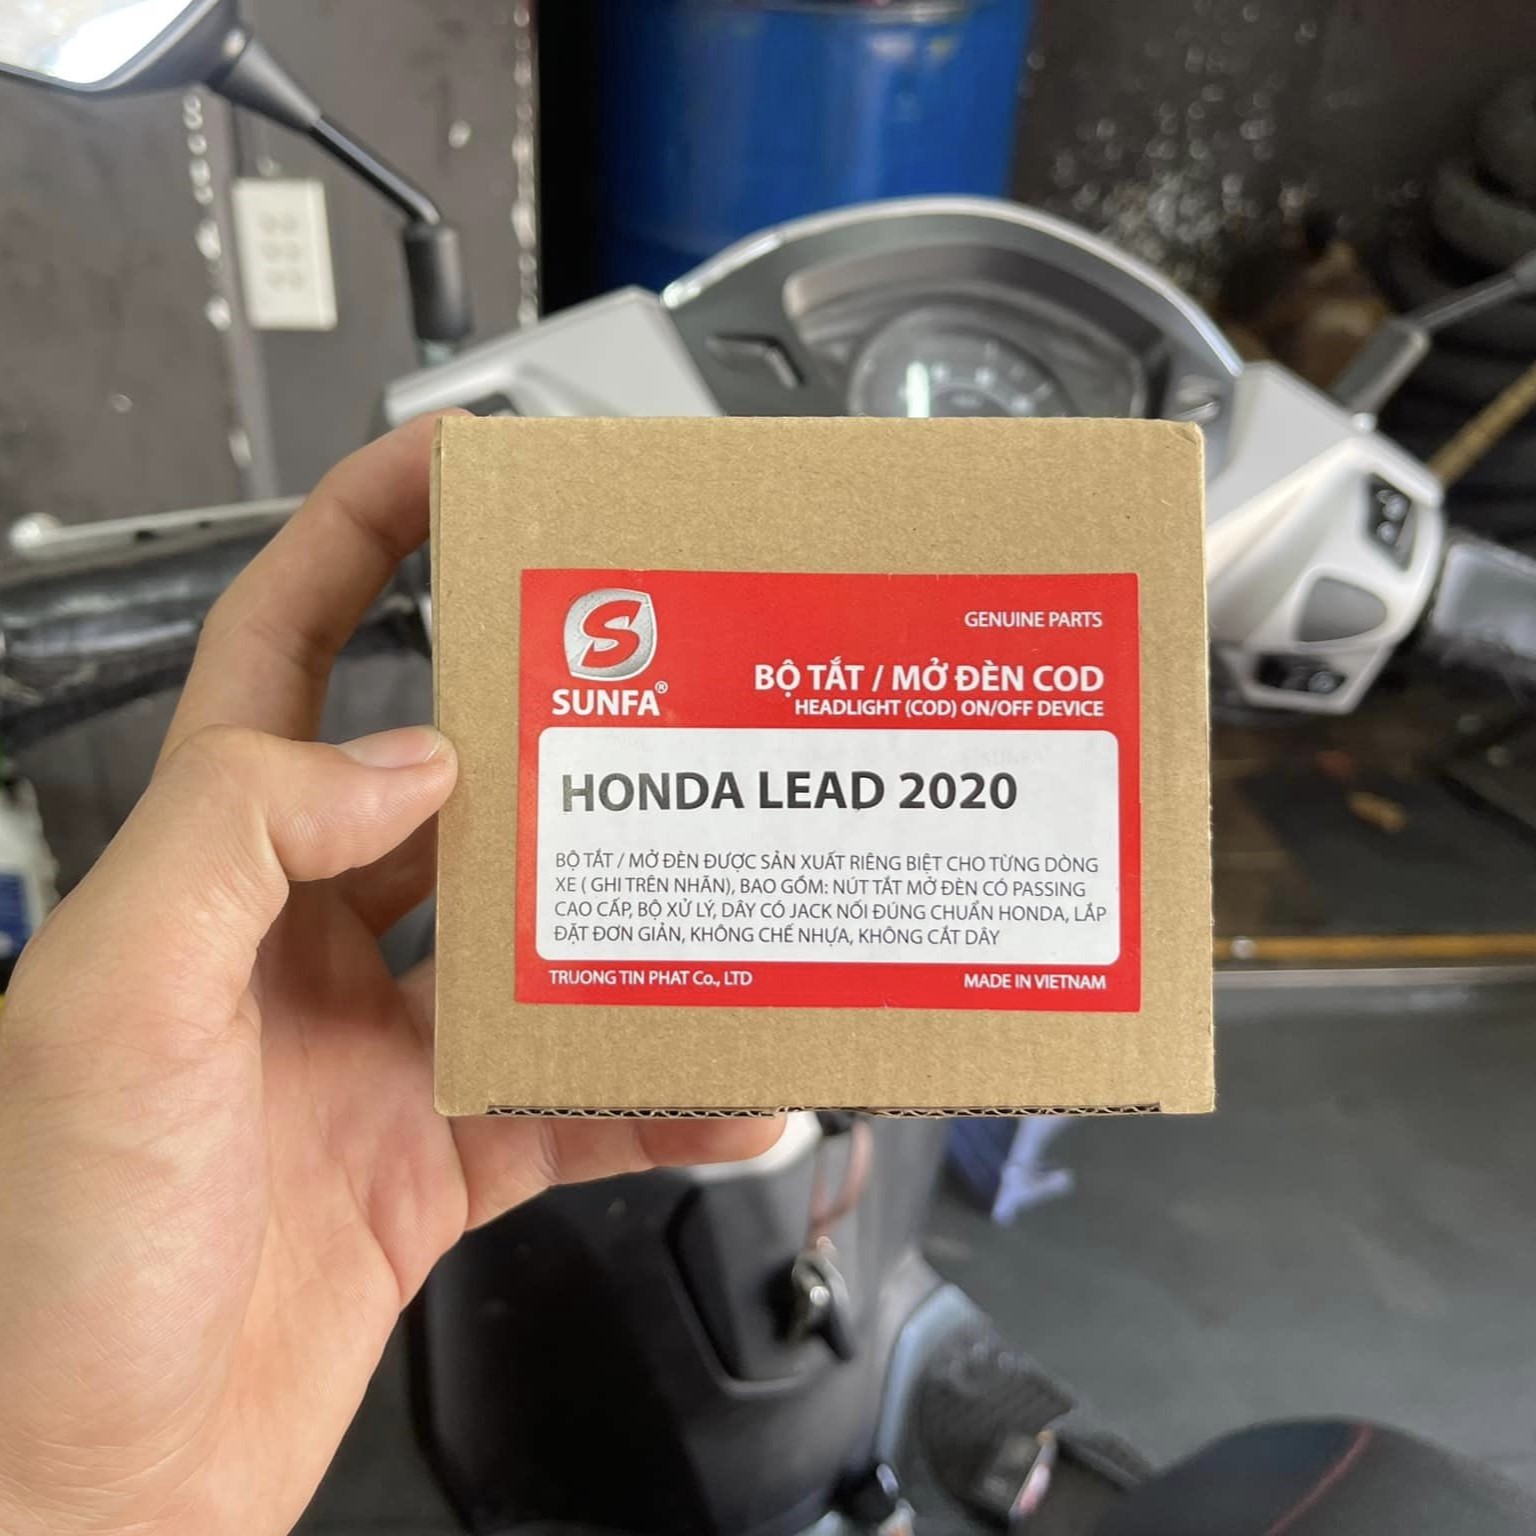 S
GENUINE PARTS
SUNFA®
BỘ TẮT / MỞ ĐÈN COD
HEADLIGHT (COD) ON/OFF DEVICE
HONDA LEAD 2020
BỘ TẮT / MỞ ĐÈN ĐƯỢC SẢN XUẤT RIÊNG BIỆT CHO TỪNG DÒNG
XE ( GHI TRÊN NHÃN), BAO GỒM: NÚT TẮT MỞ ĐÈN CÓ PASSING
CAO CẤP, BỘ XỬ LÝ, DÂY CÓ JACK NỐI ĐÚNG CHUẨN HONDA, LẮP
ĐẶT ĐƠN GIẢN, KHÔNG CHẾ NHỰA, KHÔNG CẮT DÂY
TRUONG TIN PHAT Co., LTD
MADE IN VIETNAM